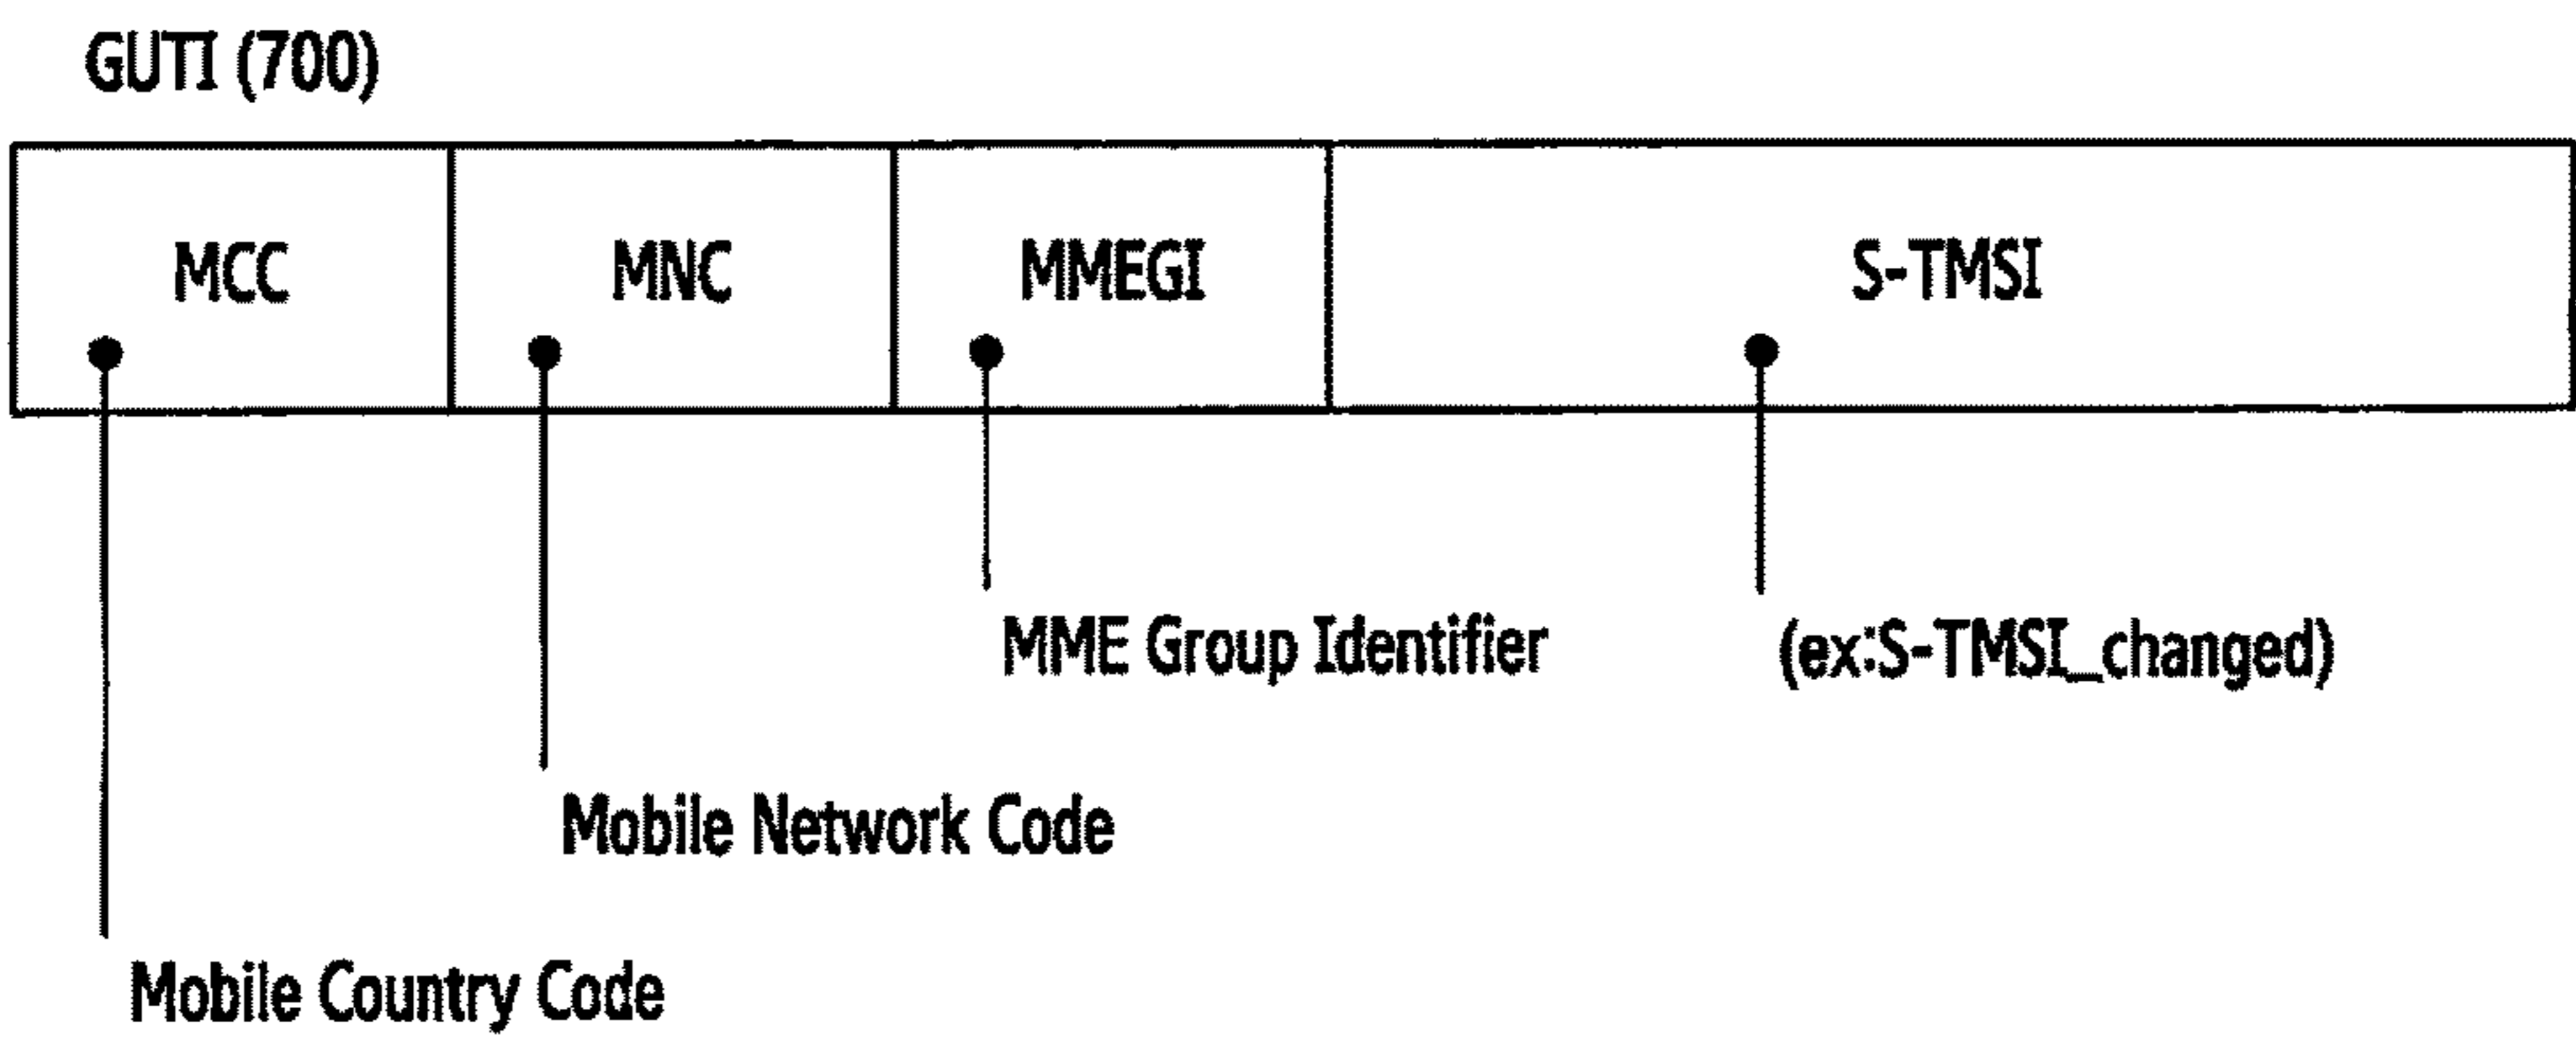 GUTI (700)
MCC MNC MMEGI S-TMSI
MME Group Identifier (ex:S-TMSI_changed)
Mobile Network Code
Mobile Country Code